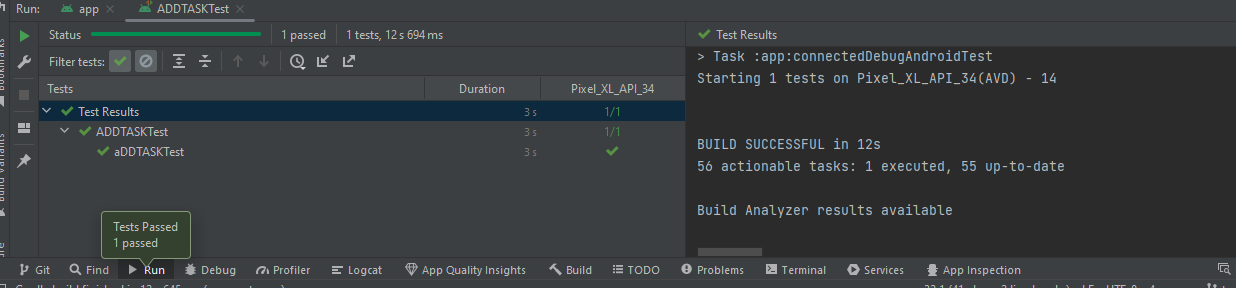 Run: app ADDTASKTest
Status 1 passed 1 tests, 12 s 694 ms
Filter tests:
Tests Duration Pixel_XL_API_34
Test Results 3 s 1/1
ADDTASKTest 3 s 1/1
aDDTASKTest 3 s
Test Results
> Task :app:connectedDebugAndroidTest
Starting 1 tests on Pixel_XL_API_34(AVD) - 14
BUILD SUCCESSFUL in 12s
56 actionable tasks: 1 executed, 55 up-to-date
Build Analyzer results available
Bookmarks
Build Variants
Tests Passed
1 passed
Git Find Run Debug Profiler Logcat App Quality Insights Build TODO Problems Terminal Services App Inspection